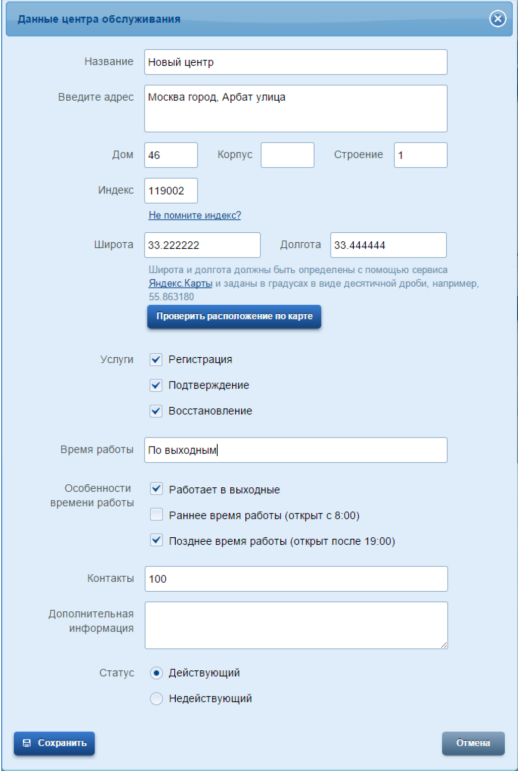 Данные центра обслуживания
Название Новый центр
Введите адрес Москва город, Арбат улица
Дом 46 Корпус Строение 1
Индекс 119002
Не помните индекс?
Широта 33.222222 Долгота 33.444444
Широта и долгота должны быть определены с помощью сервиса
Яндекс.Карты и заданы в градусах в виде десятичной дроби, например,
55.863180
Проверить расположение по карте
Услуги Регистрация
Подтверждение
Восстановление
Время работы По выходным
Особенности Работает в выходные
времени работы
Раннее время работы (открыт с 8:00)
Позднее время работы (открыт после 19:00)
Контакты 100
Дополнительная
информация
Статус Действующий
Недействующий
Сохранить Отмена